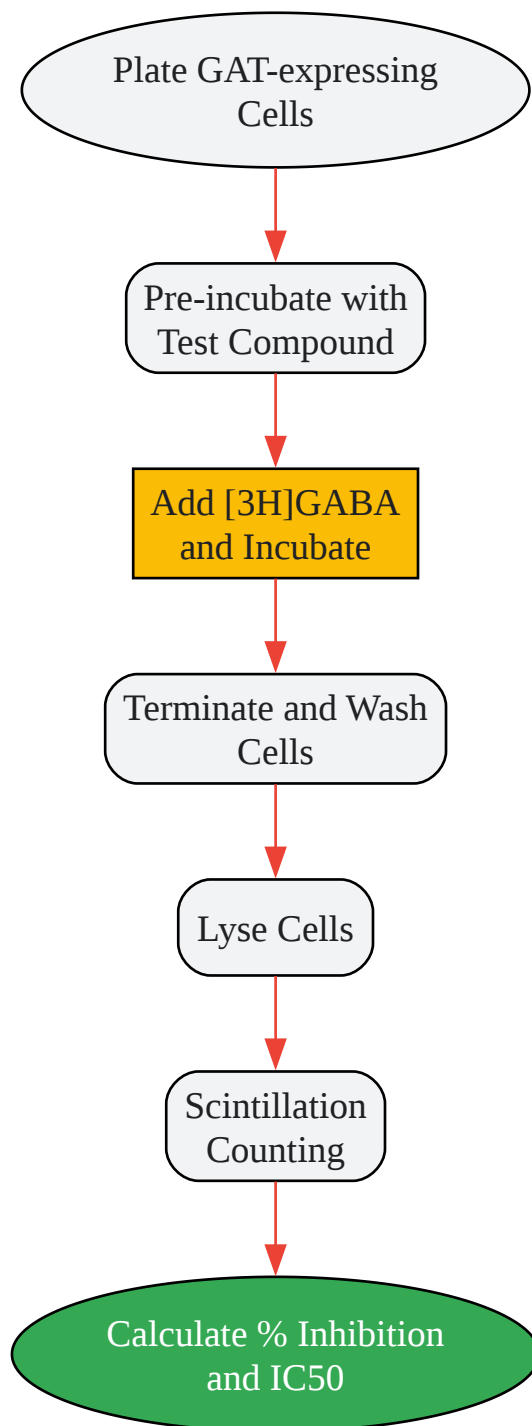 Plate GAT-expressing
Cells
Pre-incubate with
Test Compound
Add [3H]GABA
and Incubate
Terminate and Wash
Cells
Lyse Cells
Scintillation
Counting
Calculate % Inhibition
and IC50